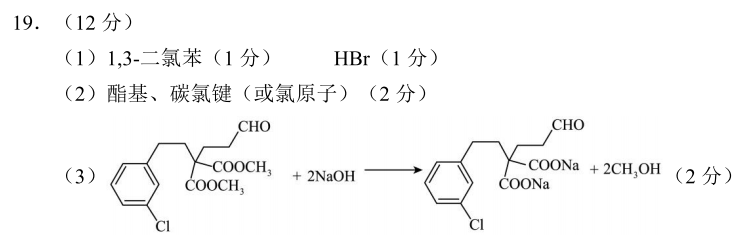 19. （12 分）
（1）1,3-二氯苯（1 分） HBr（1 分）
（2）酯基、碳氯键（或氯原子）（2 分）
（3） CHO COOCH₃ COOCH₃ Cl + 2NaOH CHO COONa COONa Cl + 2CH₃OH （2 分）